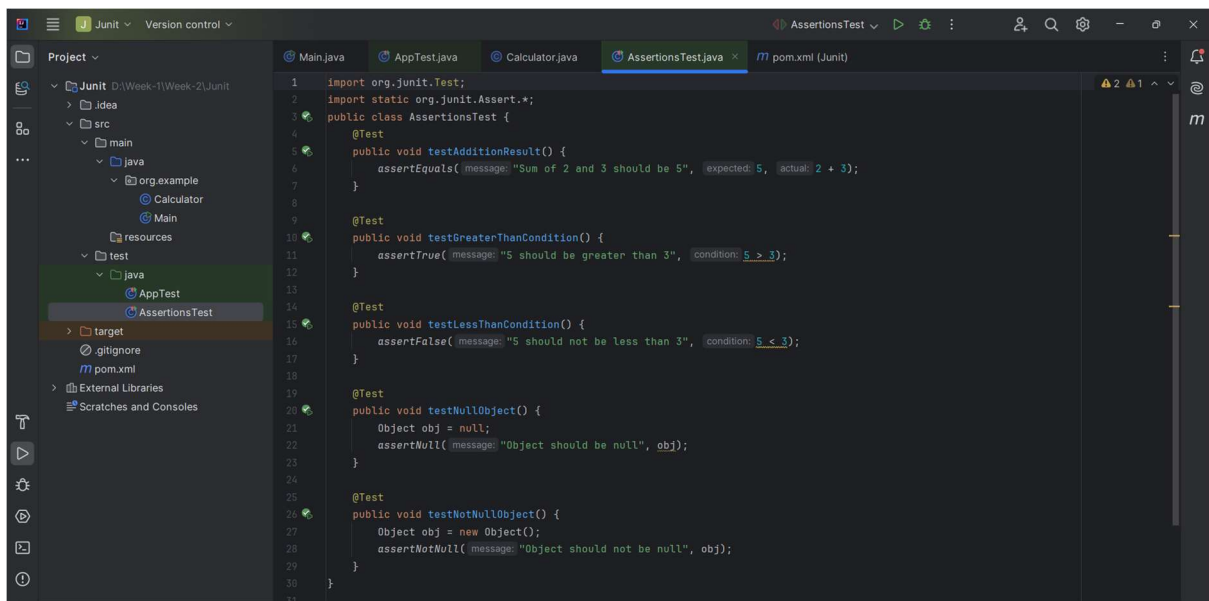 J Junit Version control AssertionsTest
Project Main.java AppTest.java Calculator.java AssertionsTest.java m pom.xml (Junit)
Junit D:\Week-1\Week-2\Junit
.idea
src
main
java
org.example
Calculator
Main
resources
test
java
AppTest
AssertionsTest
target
.gitignore
m pom.xml
External Libraries
Scratches and Consoles
2 1
m
1 import org.junit.Test;
2 import static org.junit.Assert.*;
3 public class AssertionsTest {
4 @Test
5 public void testAdditionResult() {
6 assertEquals( message: "Sum of 2 and 3 should be 5", expected: 5, actual: 2 + 3);
7 }
8
9 @Test
10 public void testGreaterThanCondition() {
11 assertTrue( message: "5 should be greater than 3", condition: 5 > 3);
12 }
13
14 @Test
15 public void testLessThanCondition() {
16 assertFalse( message: "5 should not be less than 3", condition: 5 < 3);
17 }
18
19 @Test
20 public void testNullObject() {
21 Object obj = null;
22 assertNull( message: "Object should be null", obj);
23 }
24
25 @Test
26 public void testNotNullObject() {
27 Object obj = new Object();
28 assertNotNull( message: "Object should not be null", obj);
29 }
30 }
31